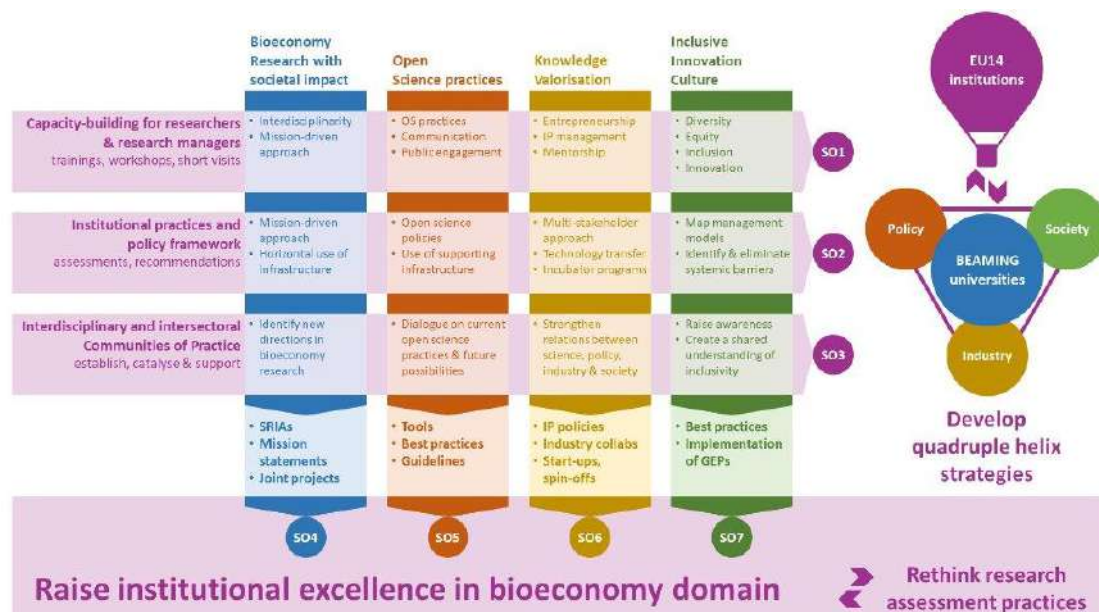 Bioeconomy
Research with
societal impact
Open
Science practices
Knowledge
Valorisation
Inclusive
Innovation
Culture
EU14
institutions
Capacity-building for researchers
& research managers
trainings, workshops, short visits
• Interdisciplinarity
• Mission-driven
approach
• OS practices
• Communication
• Public engagement
• Entrepreneurship
• IP management
• Mentorship
• Diversity
• Equity
• Inclusion
• Innovation
SO1
Institutional practices and
policy framework
assessments, recommendations
• Mission-driven
approach
• Horizontal use of
infrastructure
• Open science
policies
• Use of supporting
infrastructure
• Multi-stakeholder
approach
• Technology transfer
• Incubator programs
• Map management
models
• Identify & eliminate
systemic barriers
SO2
Policy
Society
BEAMING
universities
Industry
Interdisciplinary and intersectoral
Communities of Practice
establish, catalyse & support
• Identify new
directions in
bioeconomy
research
• Dialogue on current
open science
practices & future
possibilities
• Strengthen
relations between
science, policy,
industry & society
• Raise awareness
• Create a shared
understanding of
inclusivity
SO3
• SRIAs
• Mission
statements
• Joint projects
• Tools
• Best practices
• Guidelines
• IP policies
• Industry collabs
• Start-ups,
spin-offs
• Best practices
• Implementation
of GEPs
Develop
quadruple helix
strategies
SO4
SO5
SO6
SO7
Raise institutional excellence in bioeconomy domain
Rethink research
assessment practices